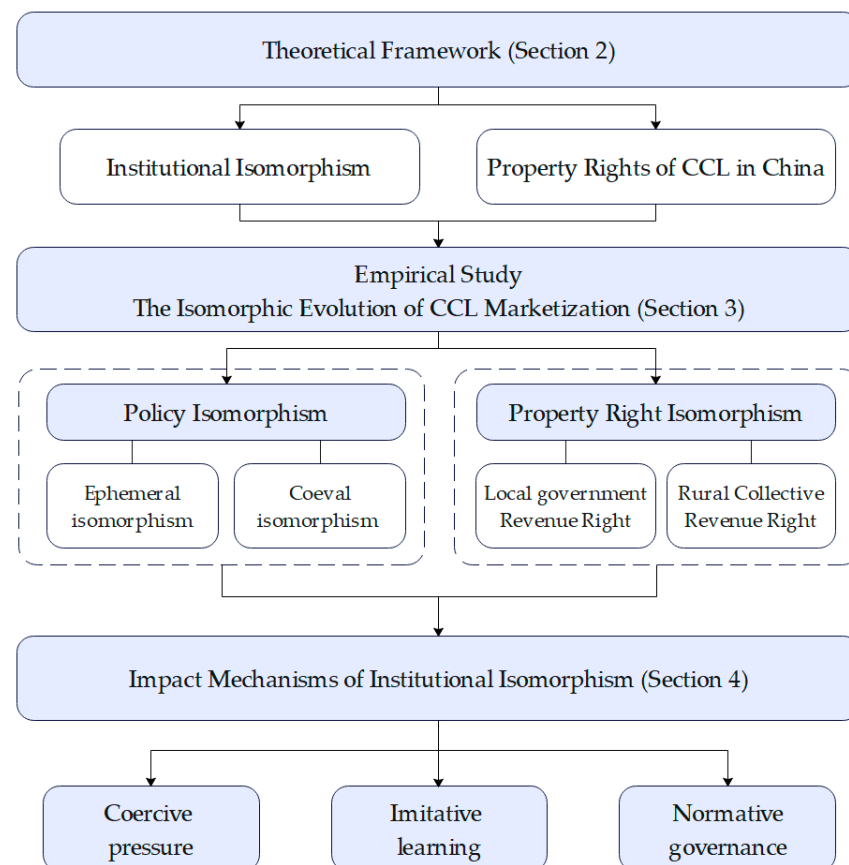 Theoretical Framework (Section 2)
Institutional Isomorphism
Property Rights of CCL in China
Empirical Study
The Isomorphic Evolution of CCL Marketization (Section 3)
Policy Isomorphism
Property Right Isomorphism
Ephemeral
isomorphism
Coeval
isomorphism
Local government
Revenue Right
Rural Collective
Revenue Right
Impact Mechanisms of Institutional Isomorphism (Section 4)
Coercive
pressure
Imitative
learning
Normative
governance